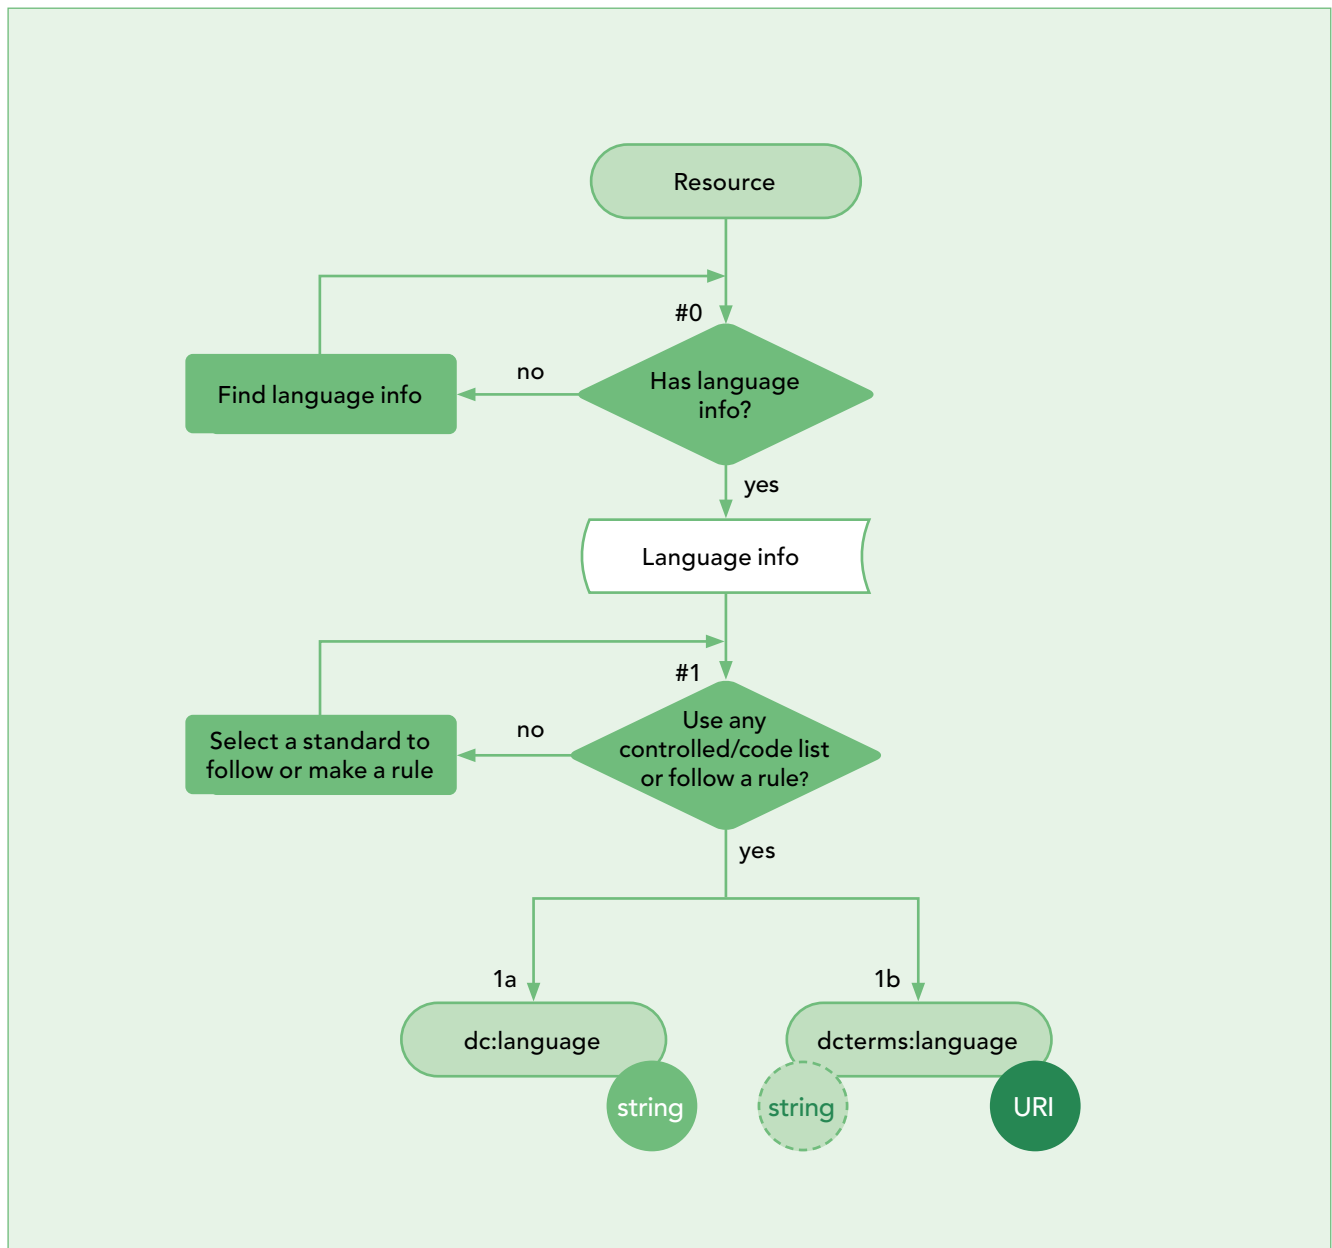 Resource
#0
Has language
info?
no
Find language info
yes
Language info
#1
Use any
controlled/code list
or follow a rule?
no
Select a standard to
follow or make a rule
yes
1a
1b
dc:language
dcterms:language
string
string
URI